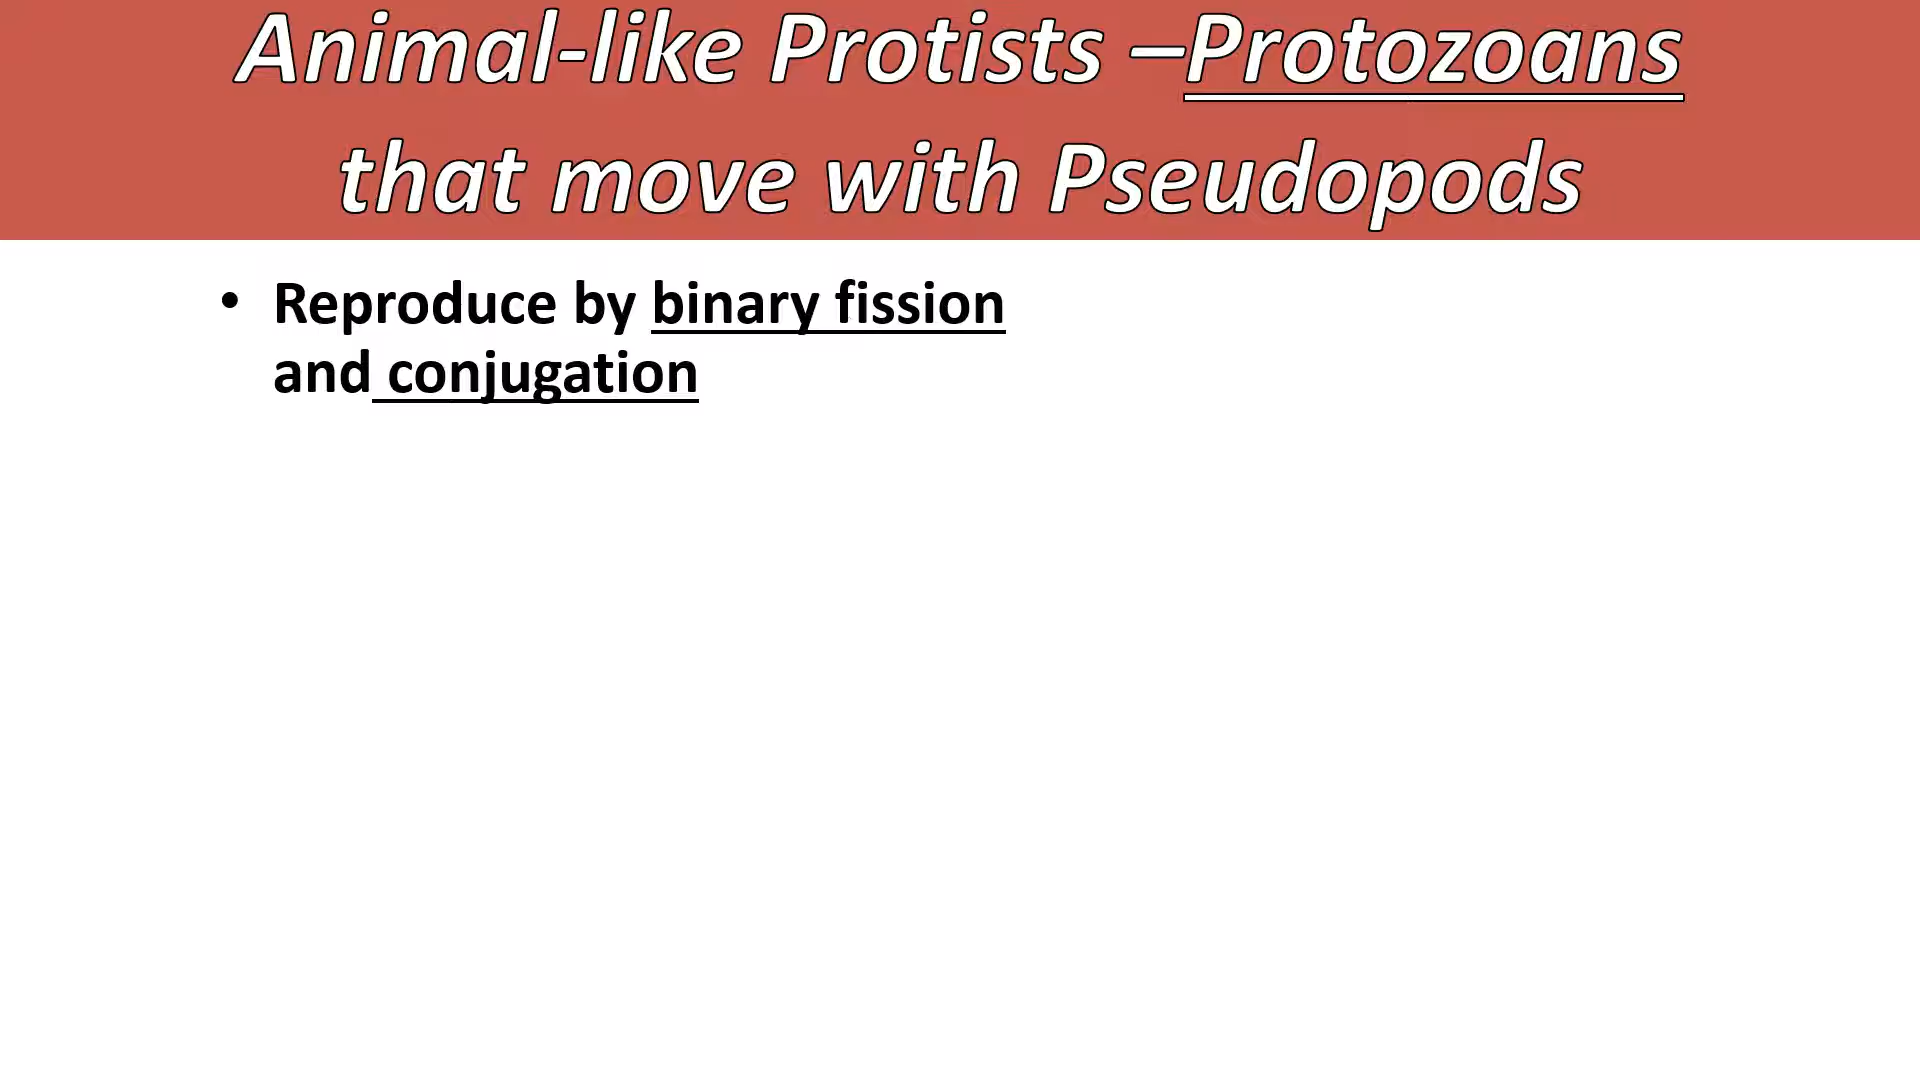 Animal-like Protists –Protozoans
that move with Pseudopods
• Reproduce by binary fission
and conjugation